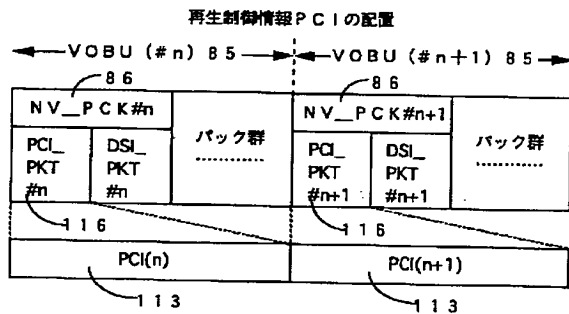 再生制御情報PCIの配置
VOBU(#n)85
VOBU(#n+1)85
86
86
NV__PCK#n
パック群
............
NV__PCK#n+1
パック群
............
PCI_
PKT
#n
DSI_
PKT
#n
PCI_
PKT
#n+1
DSI_
PKT
#n+1
116
116
PCI(n)
PCI(n+1)
113
113